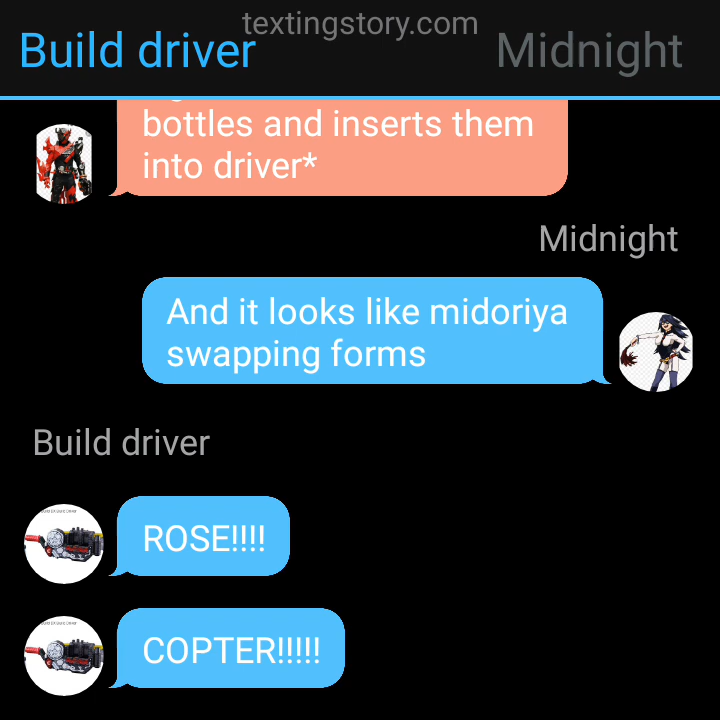 textingstory.com
Build driver
Midnight
bottles and inserts them
into driver*
Midnight
And it looks like midoriya
swapping forms
Build driver
ROSE!!!!
COPTER!!!!!